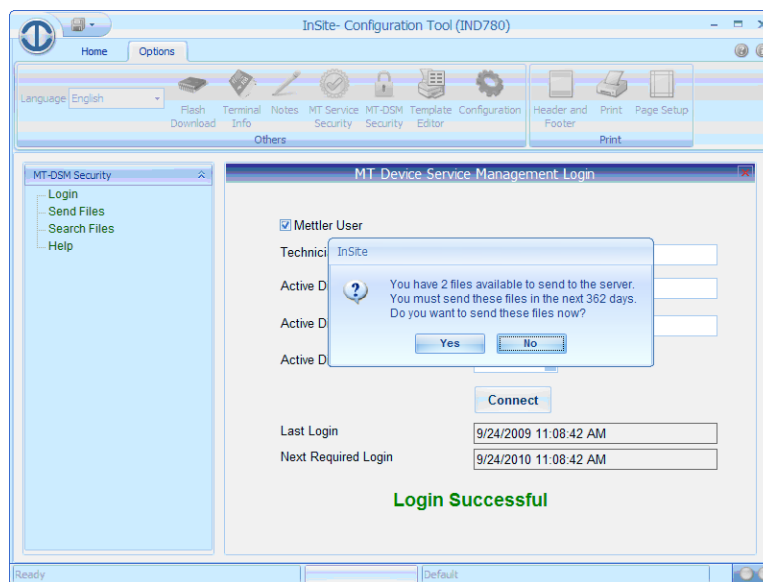 InSite- Configuration Tool (IND780)
Home
Options
Language
English
Flash Download
Terminal Info
Notes
MT Service Security
MT-DSM Security
Template Editor
Configuration
Others
Header and Footer
Print
Page Setup
Print
MT-DSM Security
Login
Send Files
Search Files
Help
MT Device Service Management Login
Mettler User
InSite
You have 2 files available to send to the server.
You must send these files in the next 362 days.
Do you want to send these files now?
Yes
No
Active D
Active D
Active D
Connect
Last Login
9/24/2009 11:08:42 AM
Next Required Login
9/24/2010 11:08:42 AM
Login Successful
Ready
Default